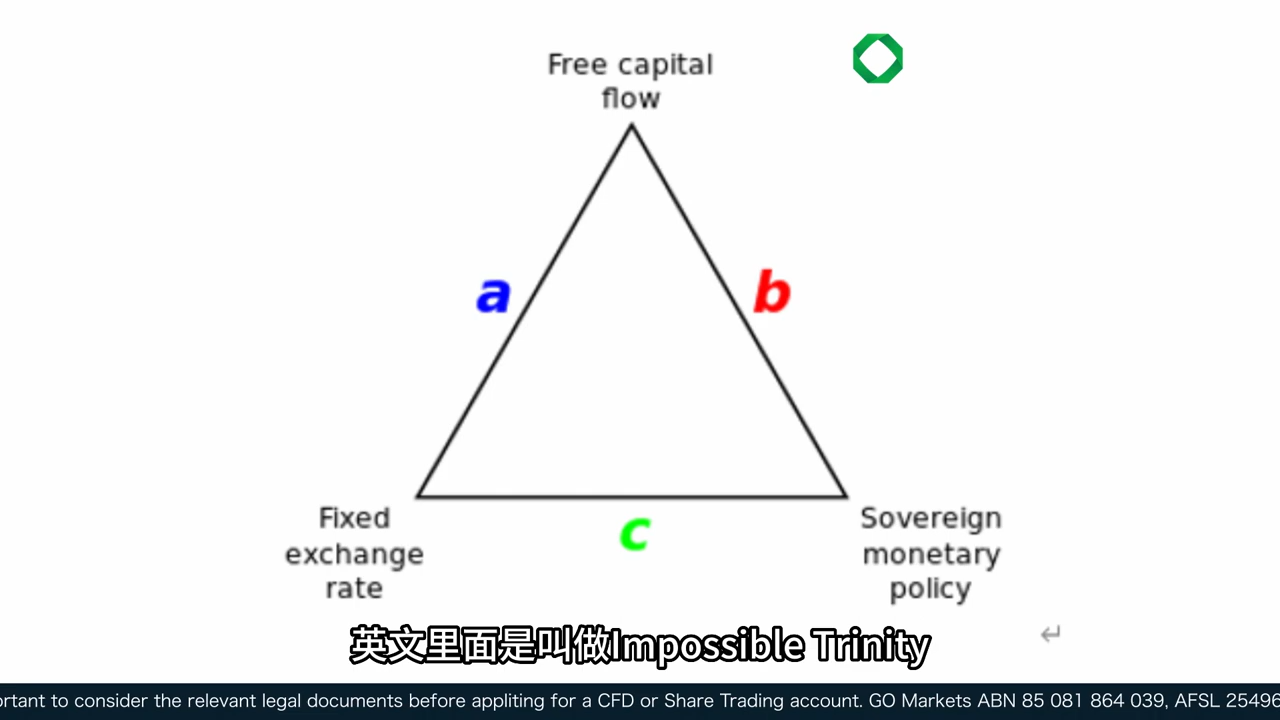 Free capital
flow
a
b
c
Fixed
exchange
rate
Sovereign
monetary
policy
英文里面是叫做Impossible Trinity
ortant to consider the relevant legal documents before appliting for a CFD or Share Trading account. GO Markets ABN 85 081 864 039, AFSL 25496